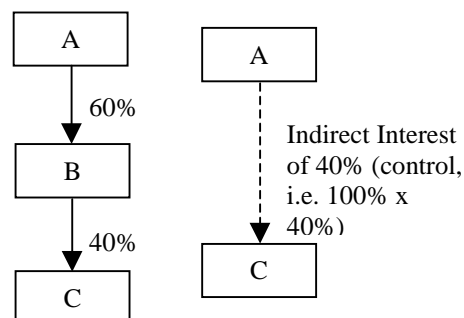 A
60%
B
40%
C
A
Indirect Interest
of 40% (control,
i.e. 100% x
40%)
C